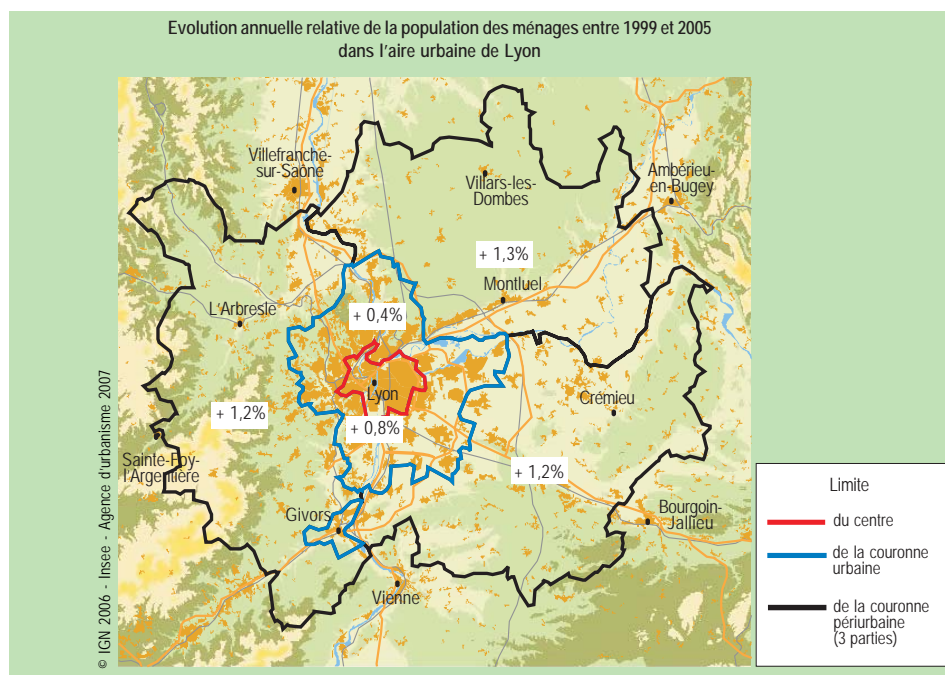 Evolution annuelle relative de la population des ménages entre 1999 et 2005
dans l'aire urbaine de Lyon
Villefranche-
sur-Saône
Villars-les-
Dombes
Ambérieu-
en-Bugey
+ 1,3%
Montluel
L'Arbresle
+ 0,4%
Lyon
Crémieu
+ 1,2%
+ 0,8%
Sainte-Foy-
l'Argentière
+ 1,2%
Givors
Bourgoin-
Jallieu
Vienne
© IGN 2006 - Insee - Agence d'urbanisme 2007
Limite
du centre
de la couronne
urbaine
de la couronne
périurbaine
(3 parties)